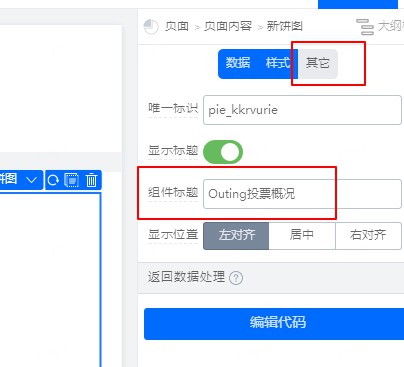 页面 > 页面内容 > 新饼图
大纲
数据 样式 其它
唯一标识 pie_kkrvurie
显示标题
饼图
组件标题 Outing投票概况
显示位置 左对齐 居中 右对齐
返回数据处理 ?
编辑代码